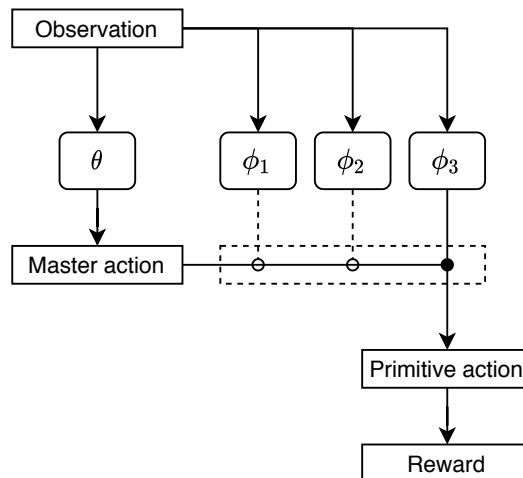 Observation
θ
ϕ₁
ϕ₂
ϕ₃
Master action
Primitive action
Reward